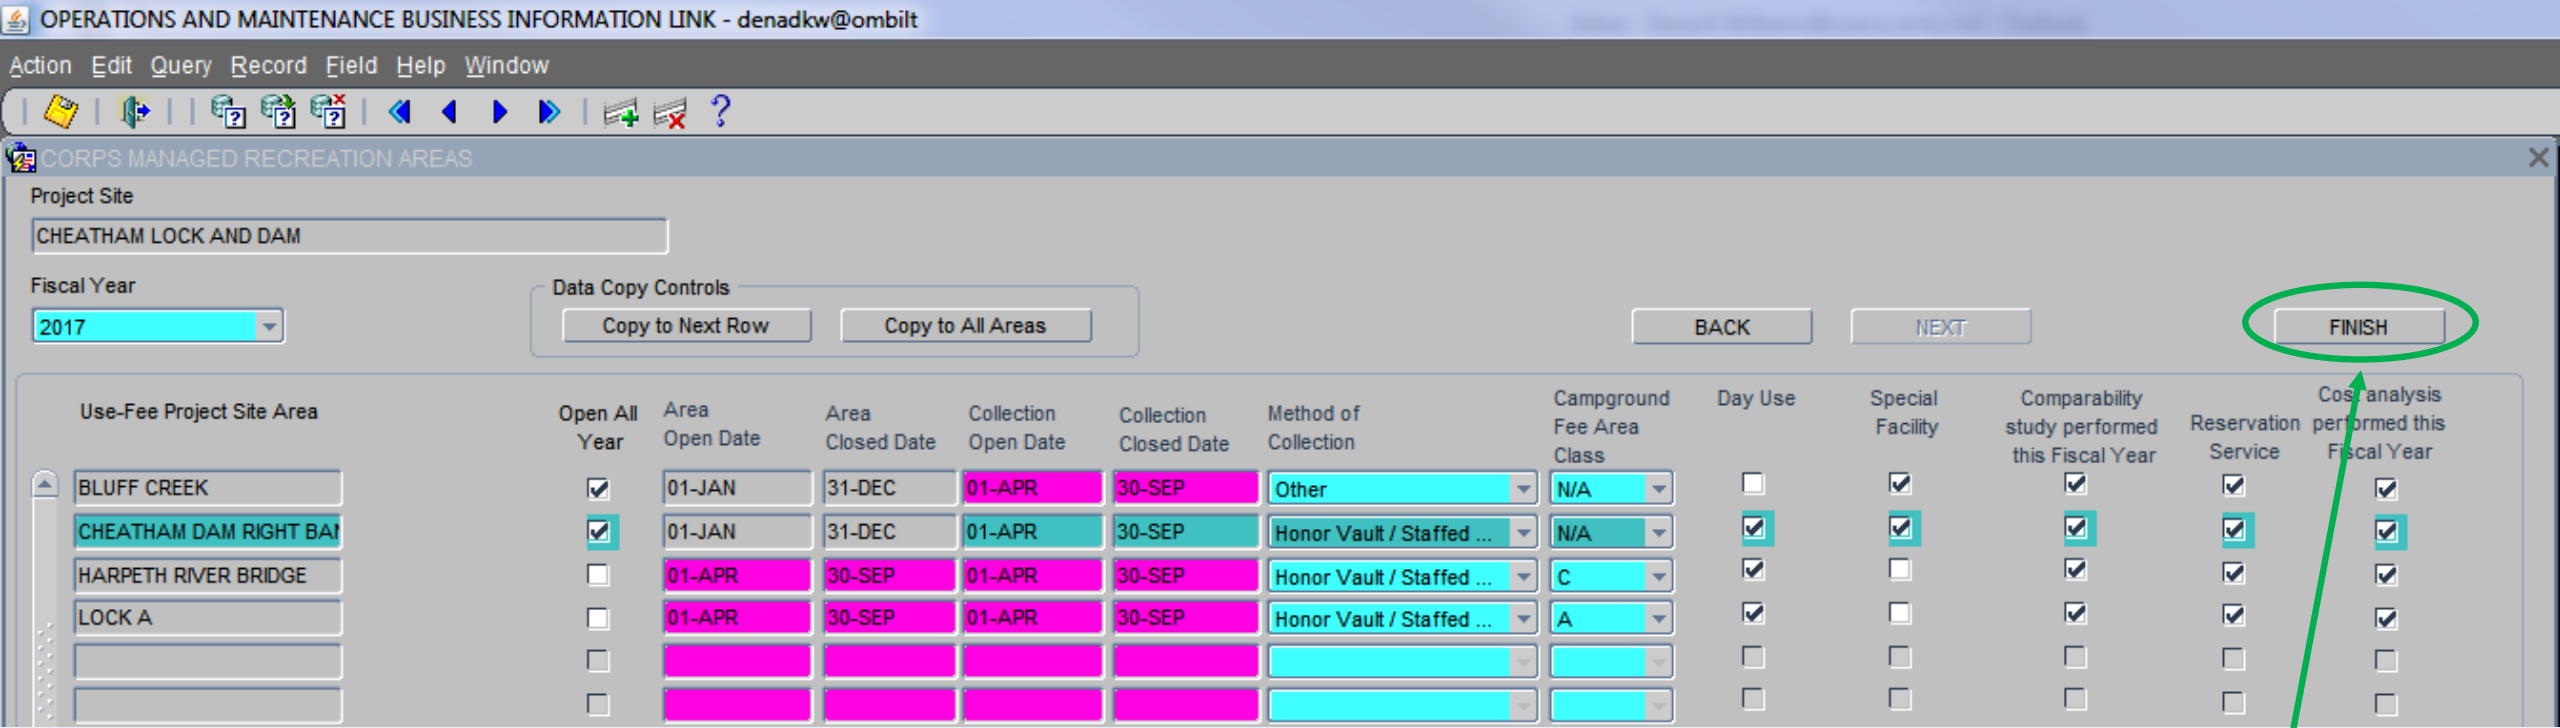 OPERATIONS AND MAINTENANCE BUSINESS INFORMATION LINK - denadkw@ombilt
Action Edit Query Record Field Help Window
CORPS MANAGED RECREATION AREAS
Project Site
CHEATHAM LOCK AND DAM
Fiscal Year
Data Copy Controls
2017 Copy to Next Row Copy to All Areas BACK NEXT FINISH
Use-Fee Project Site Area
Open All
Year
Area
Open Date
Area
Closed Date
Collection
Open Date
Collection
Closed Date
Method of
Collection
Campground
Fee Area
Class
Day Use
Special
Facility
Comparability
study performed
this Fiscal Year
Reservation
Service
Cost analysis
performed this
Fiscal Year
BLUFF CREEK 01-JAN 31-DEC 01-APR 30-SEP Other N/A
CHEATHAM DAM RIGHT BAN 01-JAN 31-DEC 01-APR 30-SEP Honor Vault / Staffed ... N/A
HARPETH RIVER BRIDGE 01-APR 30-SEP 01-APR 30-SEP Honor Vault / Staffed ... C
LOCK A 01-APR 30-SEP 01-APR 30-SEP Honor Vault / Staffed ... A